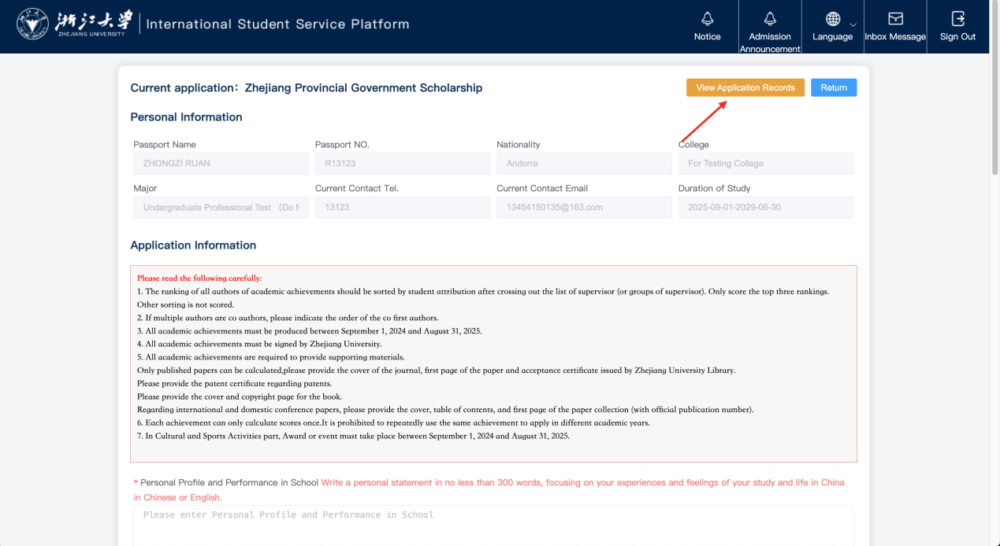 浙江大学
ZHEJIANG UNIVERSITY
International Student Service Platform
Notice
Admission
Announcement
Language
Inbox Message
Sign Out
Current application：Zhejiang Provincial Government Scholarship
View Application Records
Return
Personal Information
Passport Name
Passport NO.
Nationality
College
ZHONGZI RUAN
R13123
Andorra
For Testing College
Major
Current Contact Tel.
Current Contact Email
Duration of Study
Undergraduate Professional Test （Do N
13123
13454150135@163.com
2025-09-01-2029-06-30
Application Information
Please read the following carefully:
1. The ranking of all authors of academic achievements should be sorted by student attribution after crossing out the list of supervisor (or groups of supervisor). Only score the top three rankings.
Other sorting is not scored.
2. If multiple authors are co authors, please indicate the order of the co first authors.
3. All academic achievements must be produced between September 1, 2024 and August 31, 2025.
4. All academic achievements must be signed by Zhejiang University.
5. All academic achievements are required to provide supporting materials.
Only published papers can be calculated,please provide the cover of the journal, first page of the paper and acceptance certificate issued by Zhejiang University Library.
Please provide the patent certificate regarding patents.
Please provide the cover and copyright page for the book.
Regarding international and domestic conference papers, please provide the cover, table of contents, and first page of the paper collection (with official publication number).
6. Each achievement can only calculate scores once.It is prohibited to repeatedly use the same achievement to apply in different academic years.
7. In Cultural and Sports Activities part, Award or event must take place between September 1, 2024 and August 31, 2025.
* Personal Profile and Performance in School Write a personal statement in no less than 300 words, focusing on your experiences and feelings of your study and life in China
in Chinese or English.
Please enter Personal Profile and Performance in School